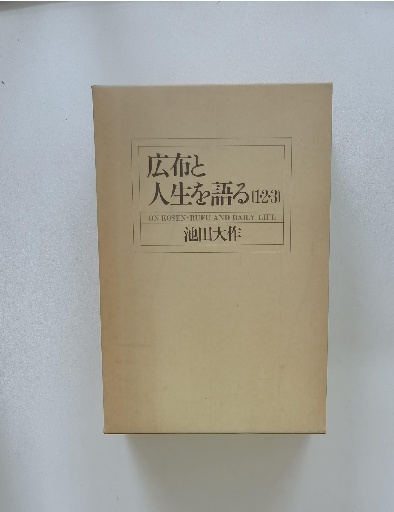 広布と
人生を語る(1・2・3)
ON KOSEN-RUFU AND DAILY LIFE
池田大作